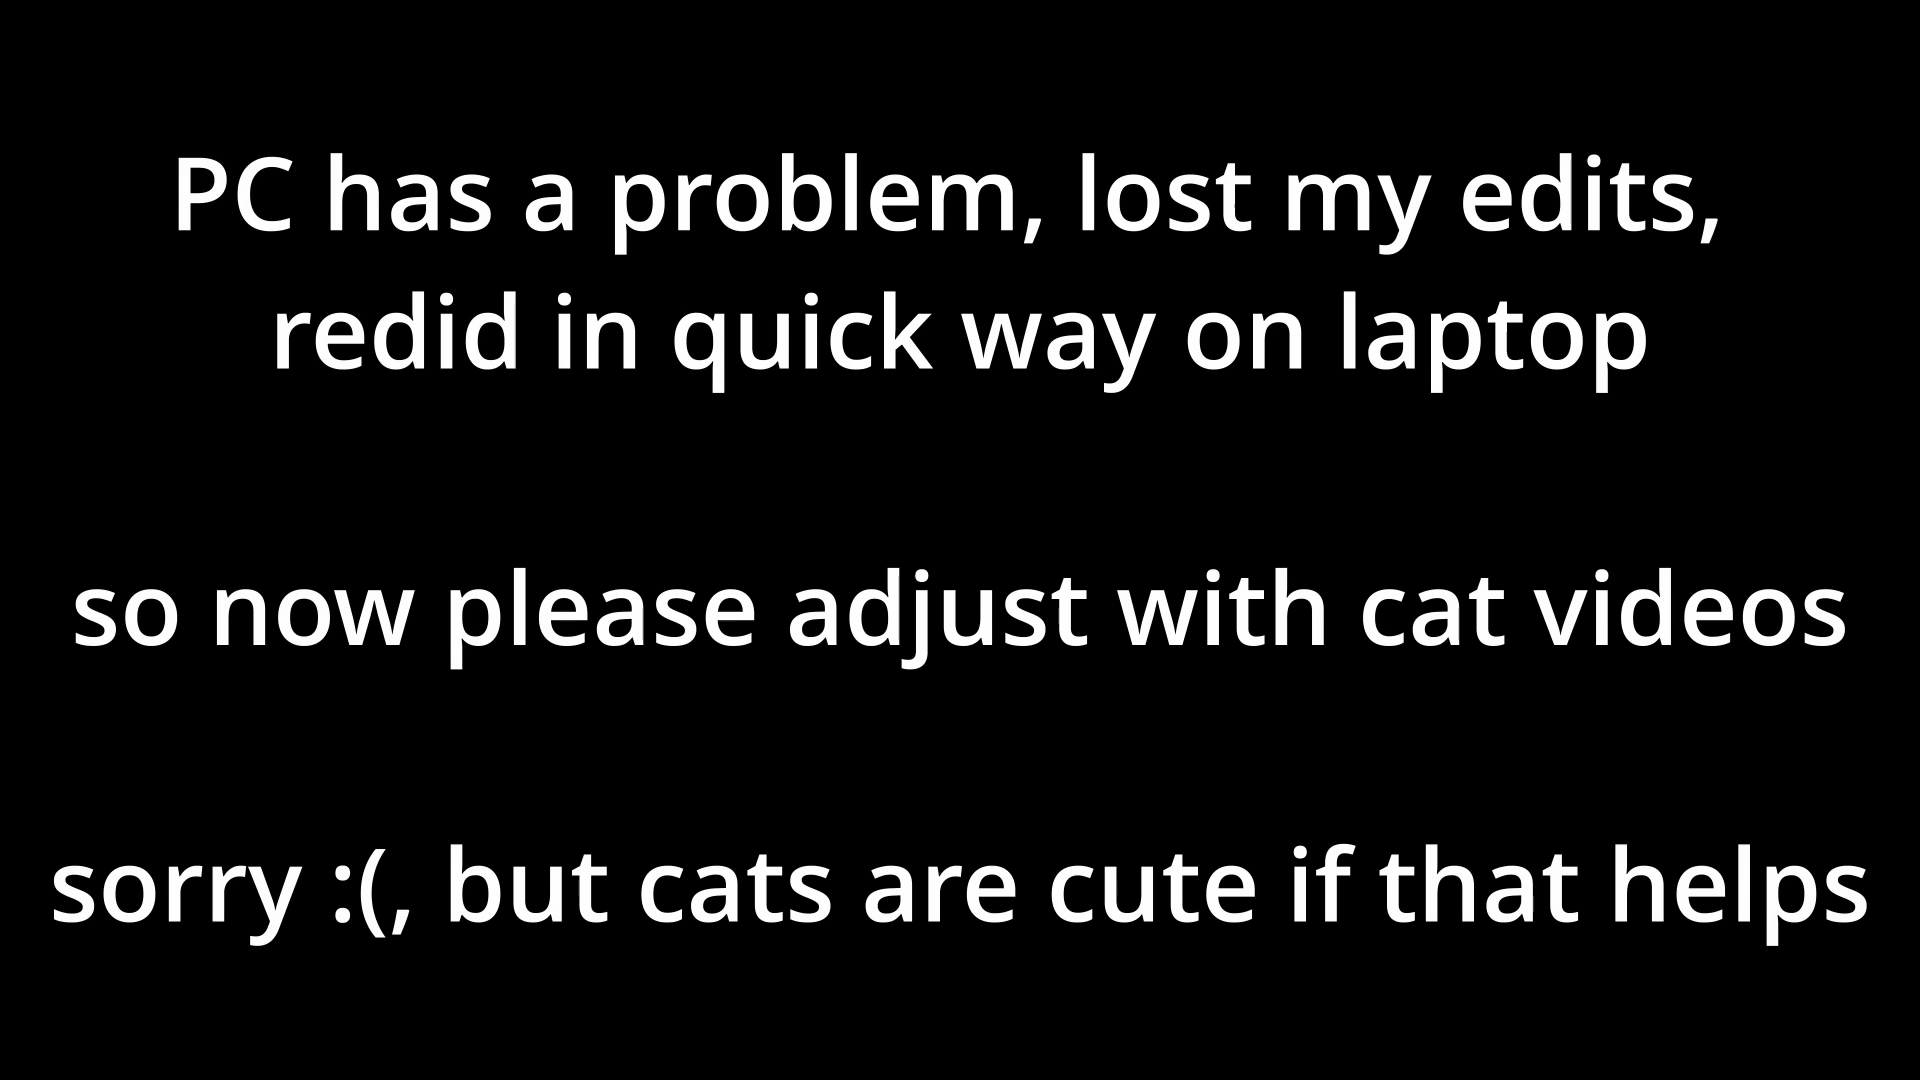 PC has a problem, lost my edits,
redid in quick way on laptop
so now please adjust with cat videos
sorry :(, but cats are cute if that helps